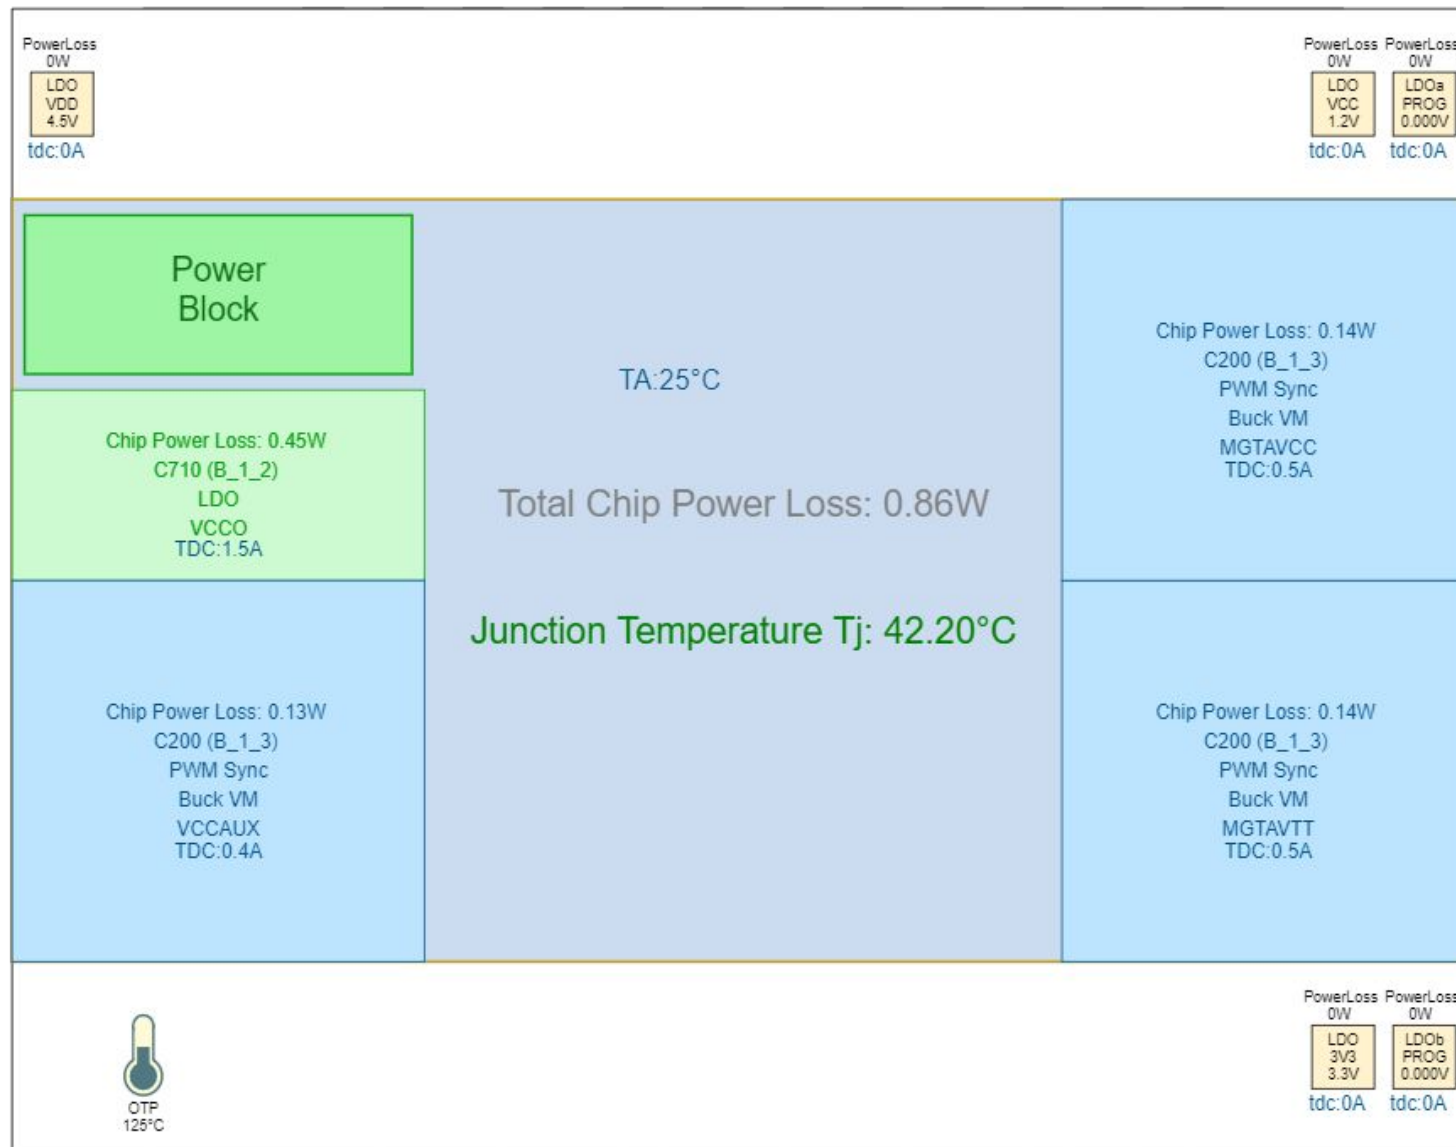 PowerLoss
0W
LDO
VDD
4.5V
tdc:0A
PowerLoss
0W
LDO
VCC
1.2V
tdc:0A
PowerLoss
0W
LDOa
PROG
0.000V
tdc:0A
Power
Block
Chip Power Loss: 0.45W
C710 (B_1_2)
LDO
VCCO
TDC:1.5A
Chip Power Loss: 0.13W
C200 (B_1_3)
PWM Sync
Buck VM
VCCAUX
TDC:0.4A
TA:25°C
Total Chip Power Loss: 0.86W
Junction Temperature Tj: 42.20°C
Chip Power Loss: 0.14W
C200 (B_1_3)
PWM Sync
Buck VM
MGTAVCC
TDC:0.5A
Chip Power Loss: 0.14W
C200 (B_1_3)
PWM Sync
Buck VM
MGTAVTT
TDC:0.5A
OTP
125°C
PowerLoss
0W
LDO
3V3
3.3V
tdc:0A
PowerLoss
0W
LDOb
PROG
0.000V
tdc:0A